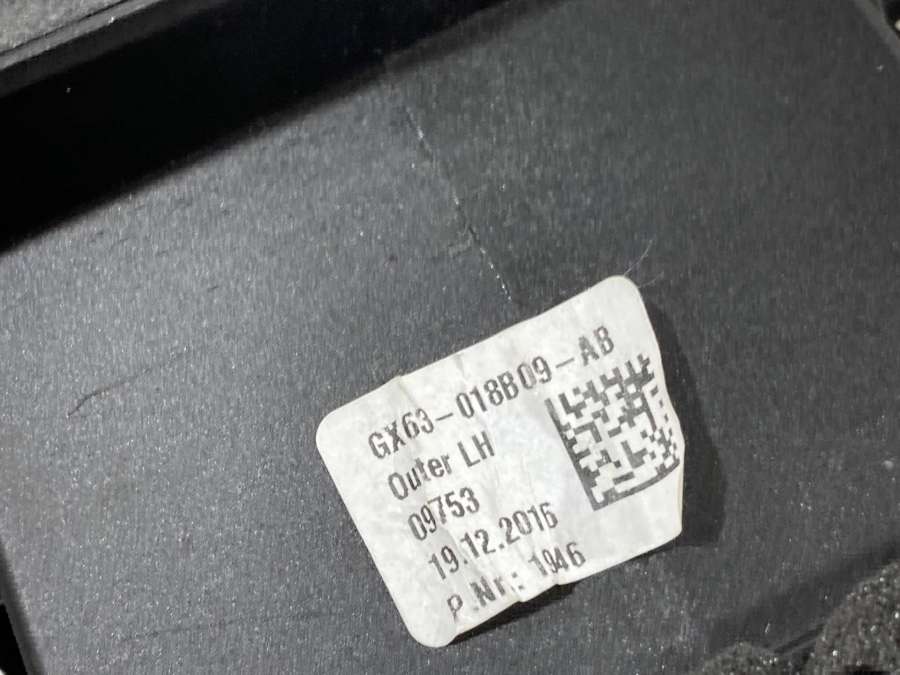 GX63-018B09-AB
Outer LH
09753
19.12.2016
P.Nr.: 1946